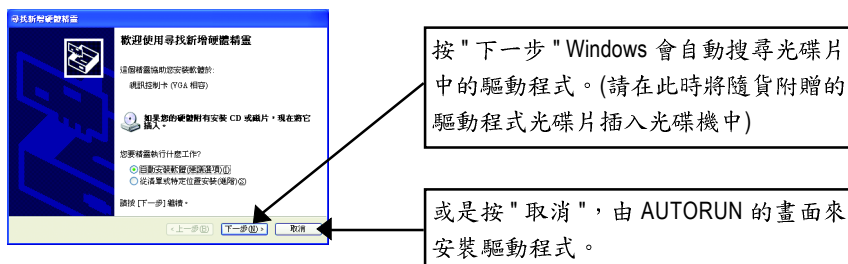 尋找新增硬體精靈
歡迎使用尋找新增硬體精靈
這個精靈協助您安裝軟體於:
視訊控制卡 (VGA 相容)
如果您的硬體附有安裝 CD 或磁片，現在將它
插入。
您要精靈執行什麼工作?
自動安裝軟體(建議選項)(I)
從清單或特定位置安裝(進階)(S)
請按 [下一步] 繼續。
<上一步(B)
下一步(N)>
取消
按 " 下一步 " Windows 會自動搜尋光碟片
中的驅動程式。(請在此時將隨貨附贈的
驅動程式光碟片插入光碟機中)
或是按 " 取消 "，由 AUTORUN 的畫面來
安裝驅動程式。